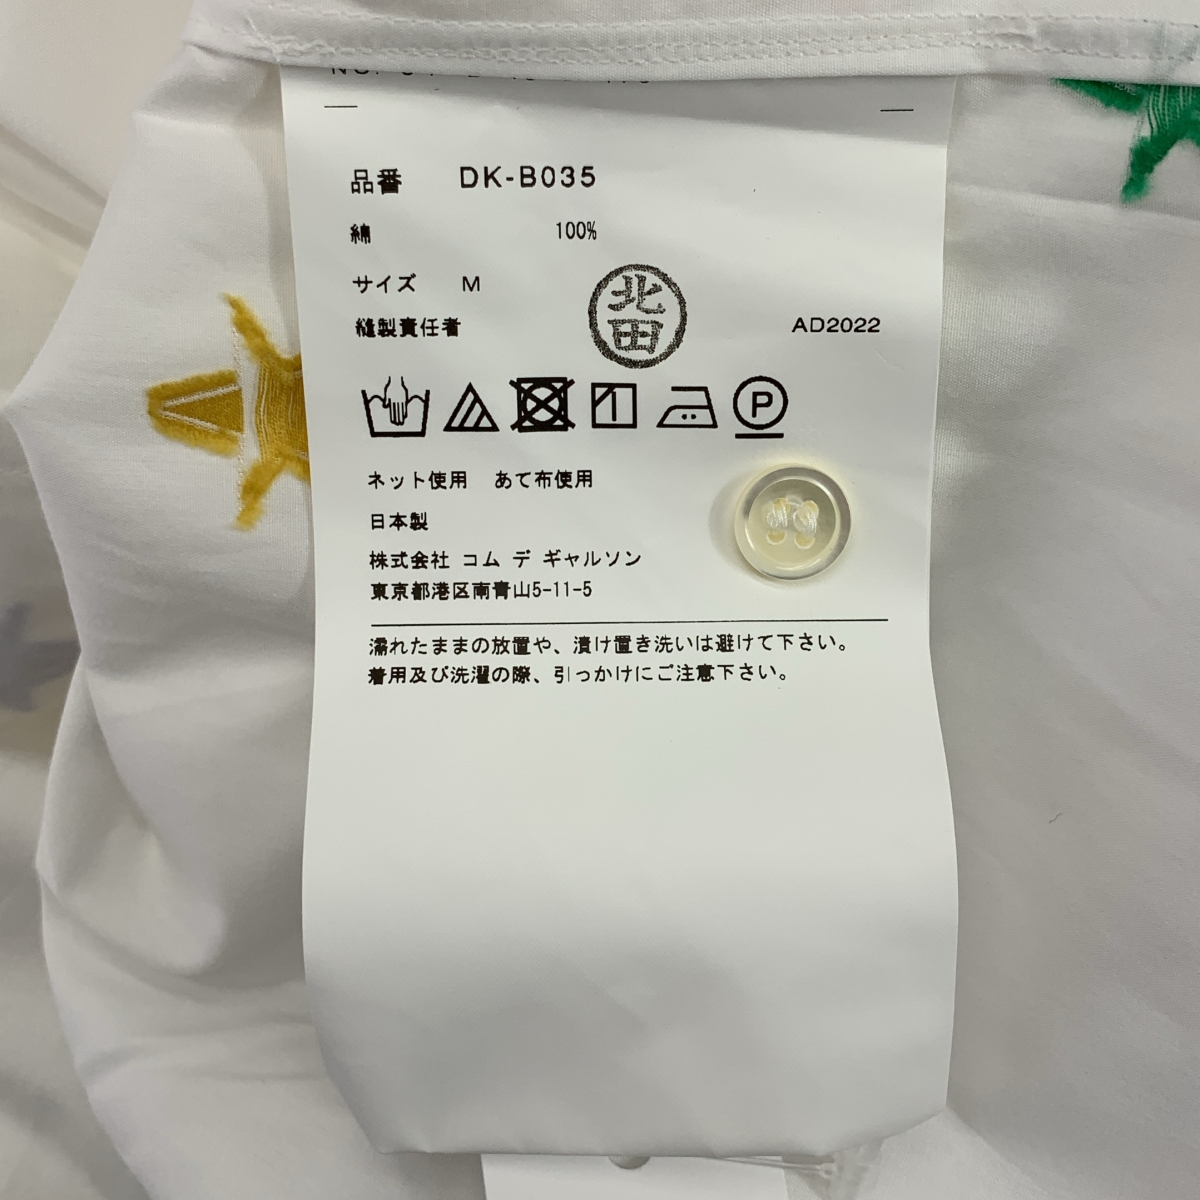 品番 DK-B035
綿 100%
サイズ M
縫製責任者 北田 AD2022
P
ネット使用 あて布使用
日本製
株式会社 コム デ ギャルソン
東京都港区南青山5-11-5
濡れたままの放置や、漬け置き洗いは避けて下さい。
着用及び洗濯の際、引っかけにご注意下さい。